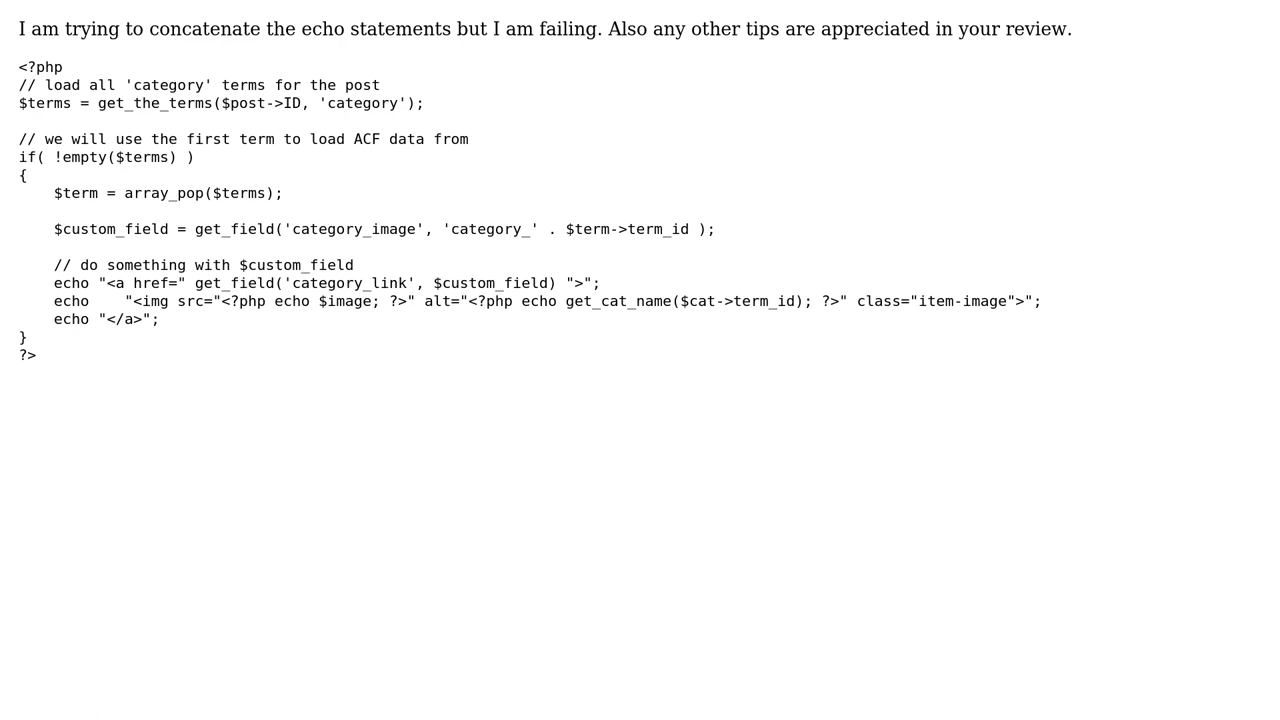 I am trying to concatenate the echo statements but I am failing. Also any other tips are appreciated in your review.
<?php
// load all 'category' terms for the post
$terms = get_the_terms($post->ID, 'category');

// we will use the first term to load ACF data from
if( !empty($terms) )
{
    $term = array_pop($terms);

    $custom_field = get_field('category_image', 'category_' . $term->term_id );

    // do something with $custom_field
    echo "<a href=" get_field('category_link', $custom_field) ">";
    echo    "<img src="<?php echo $image; ?>" alt="<?php echo get_cat_name($cat->term_id); ?>" class="item-image">";
    echo "</a>";
}
?>